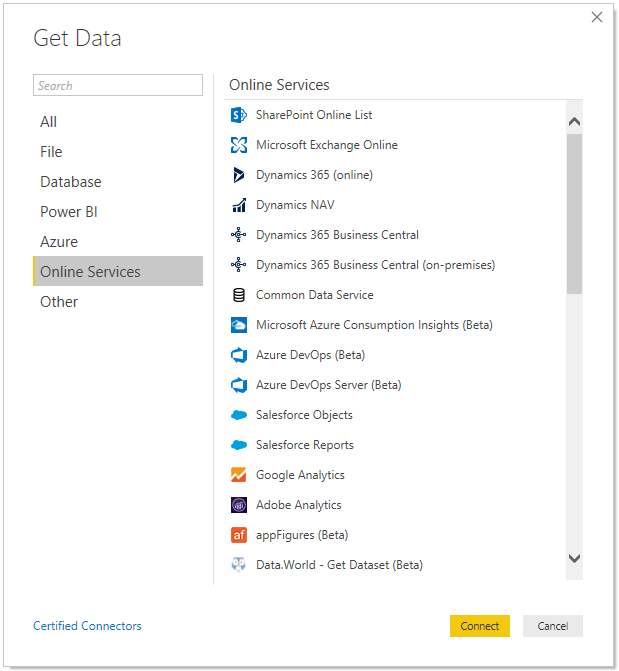 Get Data
Search
All
File
Database
Power BI
Azure
Online Services
Other
Online Services
SharePoint Online List
Microsoft Exchange Online
Dynamics 365 (online)
Dynamics NAV
Dynamics 365 Business Central
Dynamics 365 Business Central (on-premises)
Common Data Service
Microsoft Azure Consumption Insights (Beta)
Azure DevOps (Beta)
Azure DevOps Server (Beta)
Salesforce Objects
Salesforce Reports
Google Analytics
Adobe Analytics
af appFigures (Beta)
Data.World - Get Dataset (Beta)
Certified Connectors
Connect
Cancel